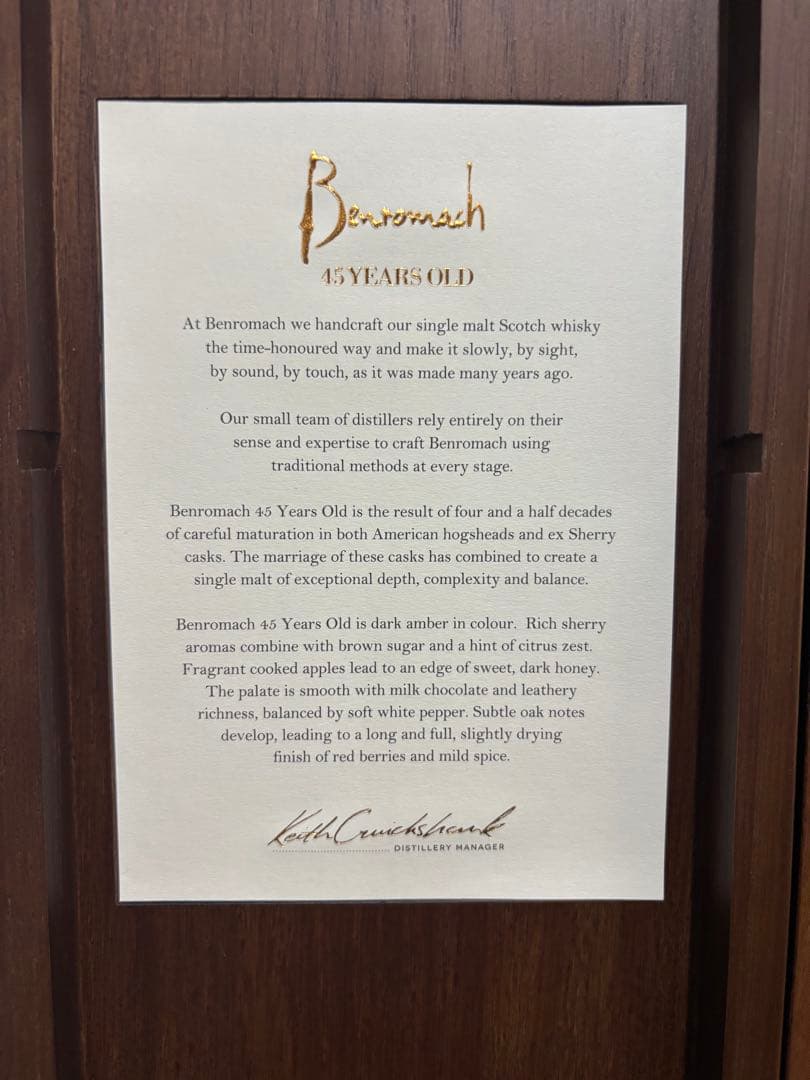 Benromach
45 YEARS OLD
At Benromach we handcraft our single malt Scotch whisky
the time-honoured way and make it slowly, by sight,
by sound, by touch, as it was made many years ago.
Our small team of distillers rely entirely on their
sense and expertise to craft Benromach using
traditional methods at every stage.
Benromach 45 Years Old is the result of four and a half decades
of careful maturation in both American hogsheads and ex Sherry
casks. The marriage of these casks has combined to create a
single malt of exceptional depth, complexity and balance.
Benromach 45 Years Old is dark amber in colour. Rich sherry
aromas combine with brown sugar and a hint of citrus zest.
Fragrant cooked apples lead to an edge of sweet, dark honey.
The palate is smooth with milk chocolate and leathery
richness, balanced by soft white pepper. Subtle oak notes
develop, leading to a long and full, slightly drying
finish of red berries and mild spice.
Keith Cruickshank
DISTILLERY MANAGER